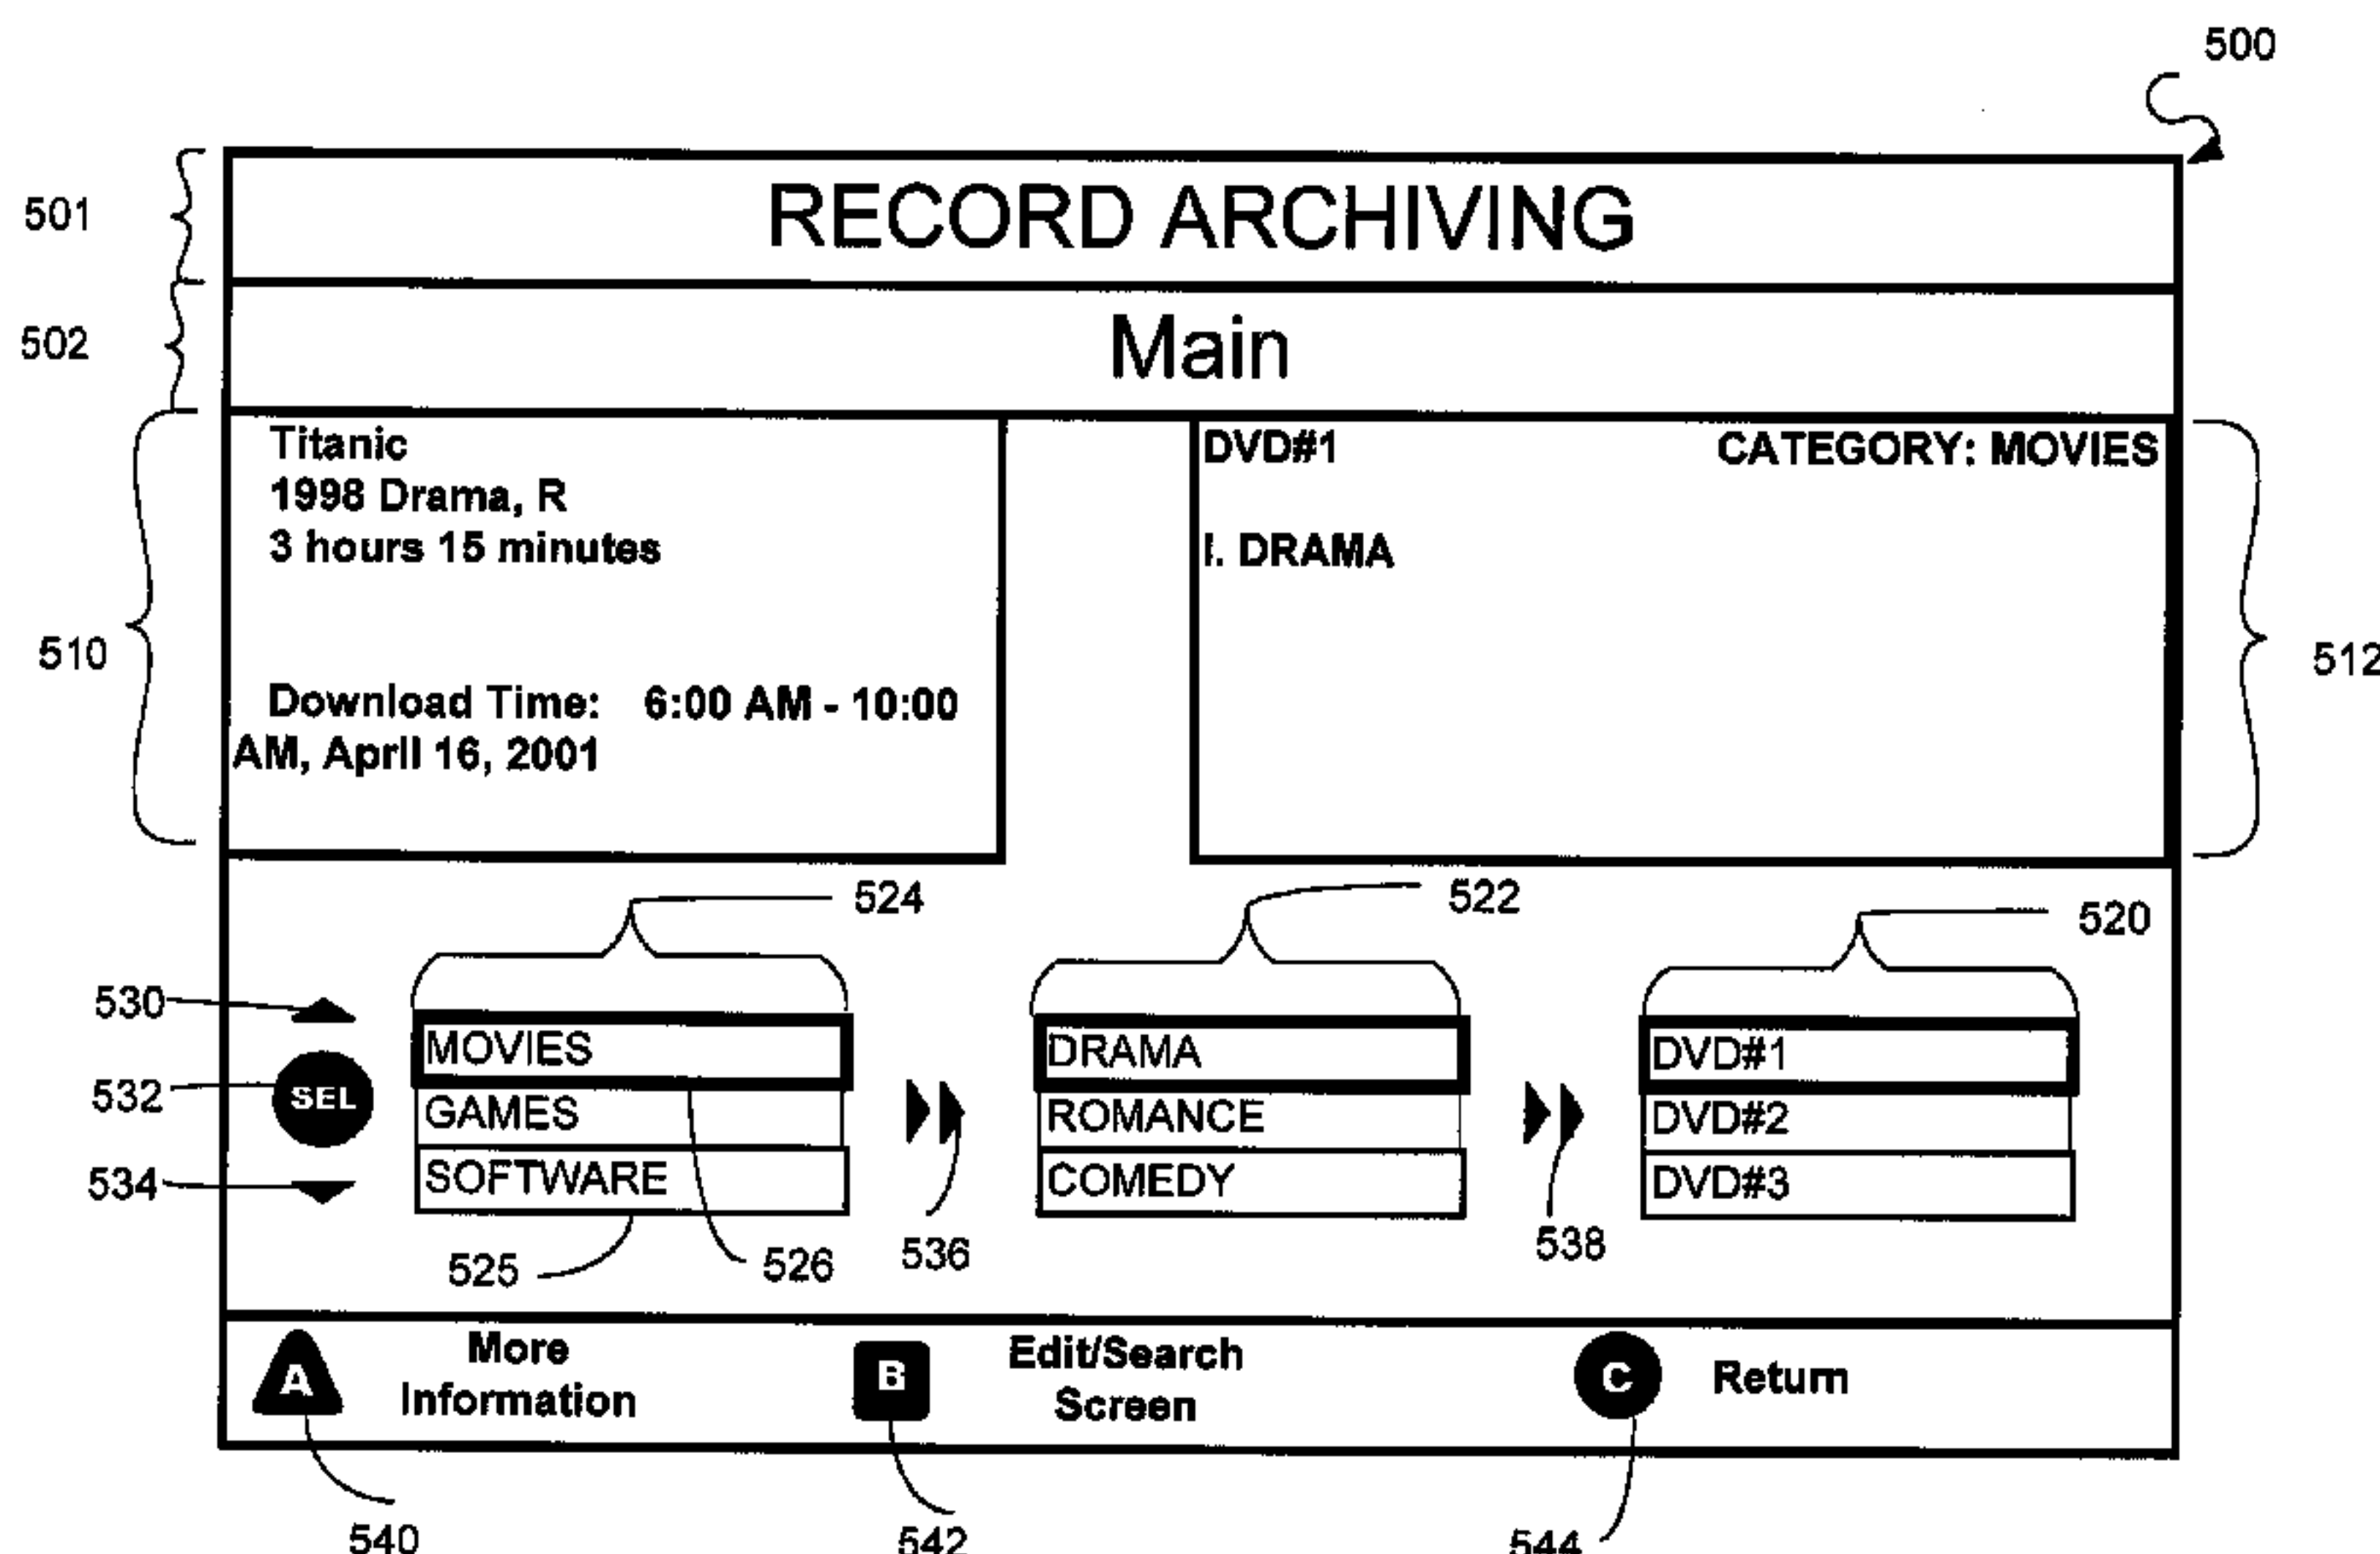 500
501
RECORD ARCHIVING
502
Main
Titanic
1998 Drama, R
3 hours 15 minutes
510
Download Time: 6:00 AM - 10:00
AM, April 16, 2001
DVD#1 CATEGORY: MOVIES
I. DRAMA
512
524 522 520
530
532
SEL
534
MOVIES
GAMES
SOFTWARE
DRAMA
ROMANCE
COMEDY
DVD#1
DVD#2
DVD#3
525 526 536 538
A More
Information
B Edit/Search
Screen
C Return
540 542 544